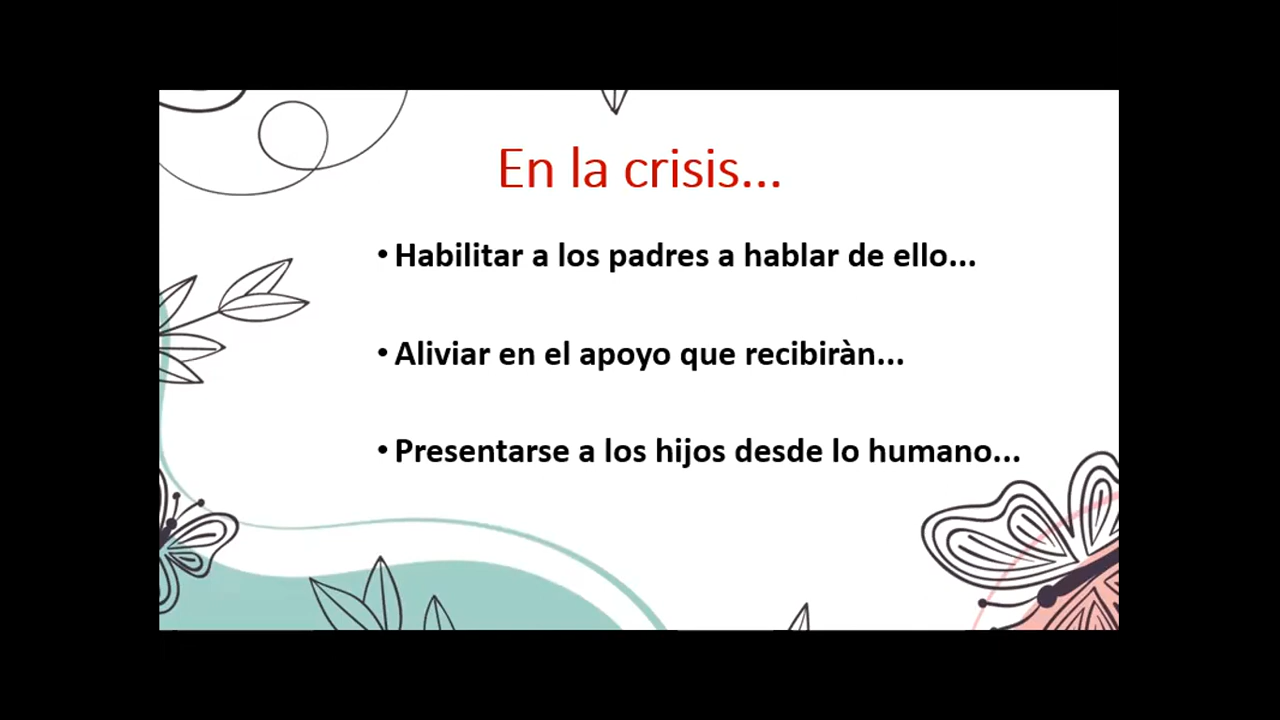 En la crisis...
• Habilitar a los padres a hablar de ello...
• Aliviar en el apoyo que recibiràn...
• Presentarse a los hijos desde lo humano...